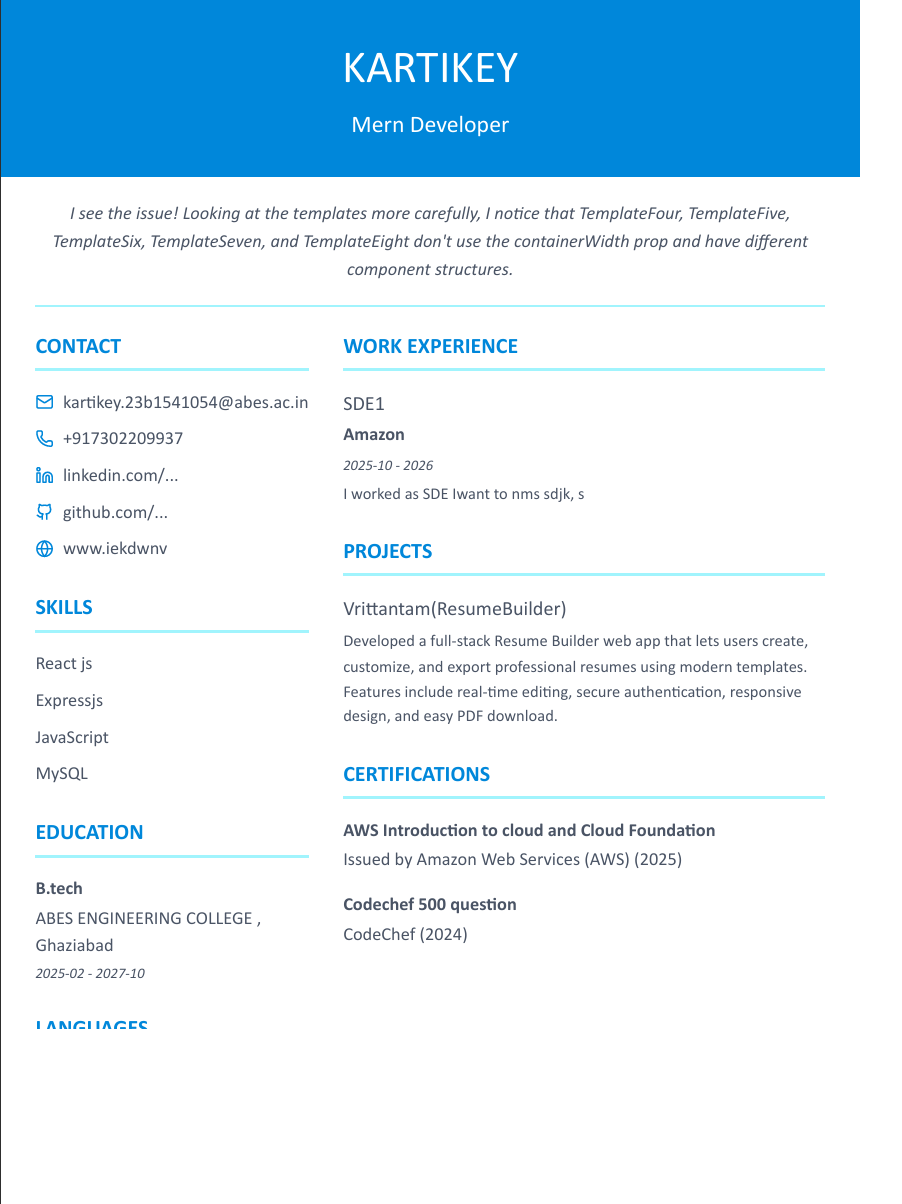 KARTIKEY
Mern Developer
I see the issue! Looking at the templates more carefully, I notice that TemplateFour, TemplateFive,
TemplateSix, TemplateSeven, and TemplateEight don't use the containerWidth prop and have different
component structures.
CONTACT
kartikey.23b1541054@abes.ac.in
+917302209937
linkedin.com/...
github.com/...
www.iekdwnv
SKILLS
React js
Expressjs
JavaScript
MySQL
EDUCATION
B.tech
ABES ENGINEERING COLLEGE ,
Ghaziabad
2025-02 - 2027-10
LANGUAGES
WORK EXPERIENCE
SDE1
Amazon
2025-10 - 2026
I worked as SDE Iwant to nms sdjk, s
PROJECTS
Vrittantam(ResumeBuilder)
Developed a full-stack Resume Builder web app that lets users create,
customize, and export professional resumes using modern templates.
Features include real-time editing, secure authentication, responsive
design, and easy PDF download.
CERTIFICATIONS
AWS Introduction to cloud and Cloud Foundation
Issued by Amazon Web Services (AWS) (2025)
Codechef 500 question
CodeChef (2024)